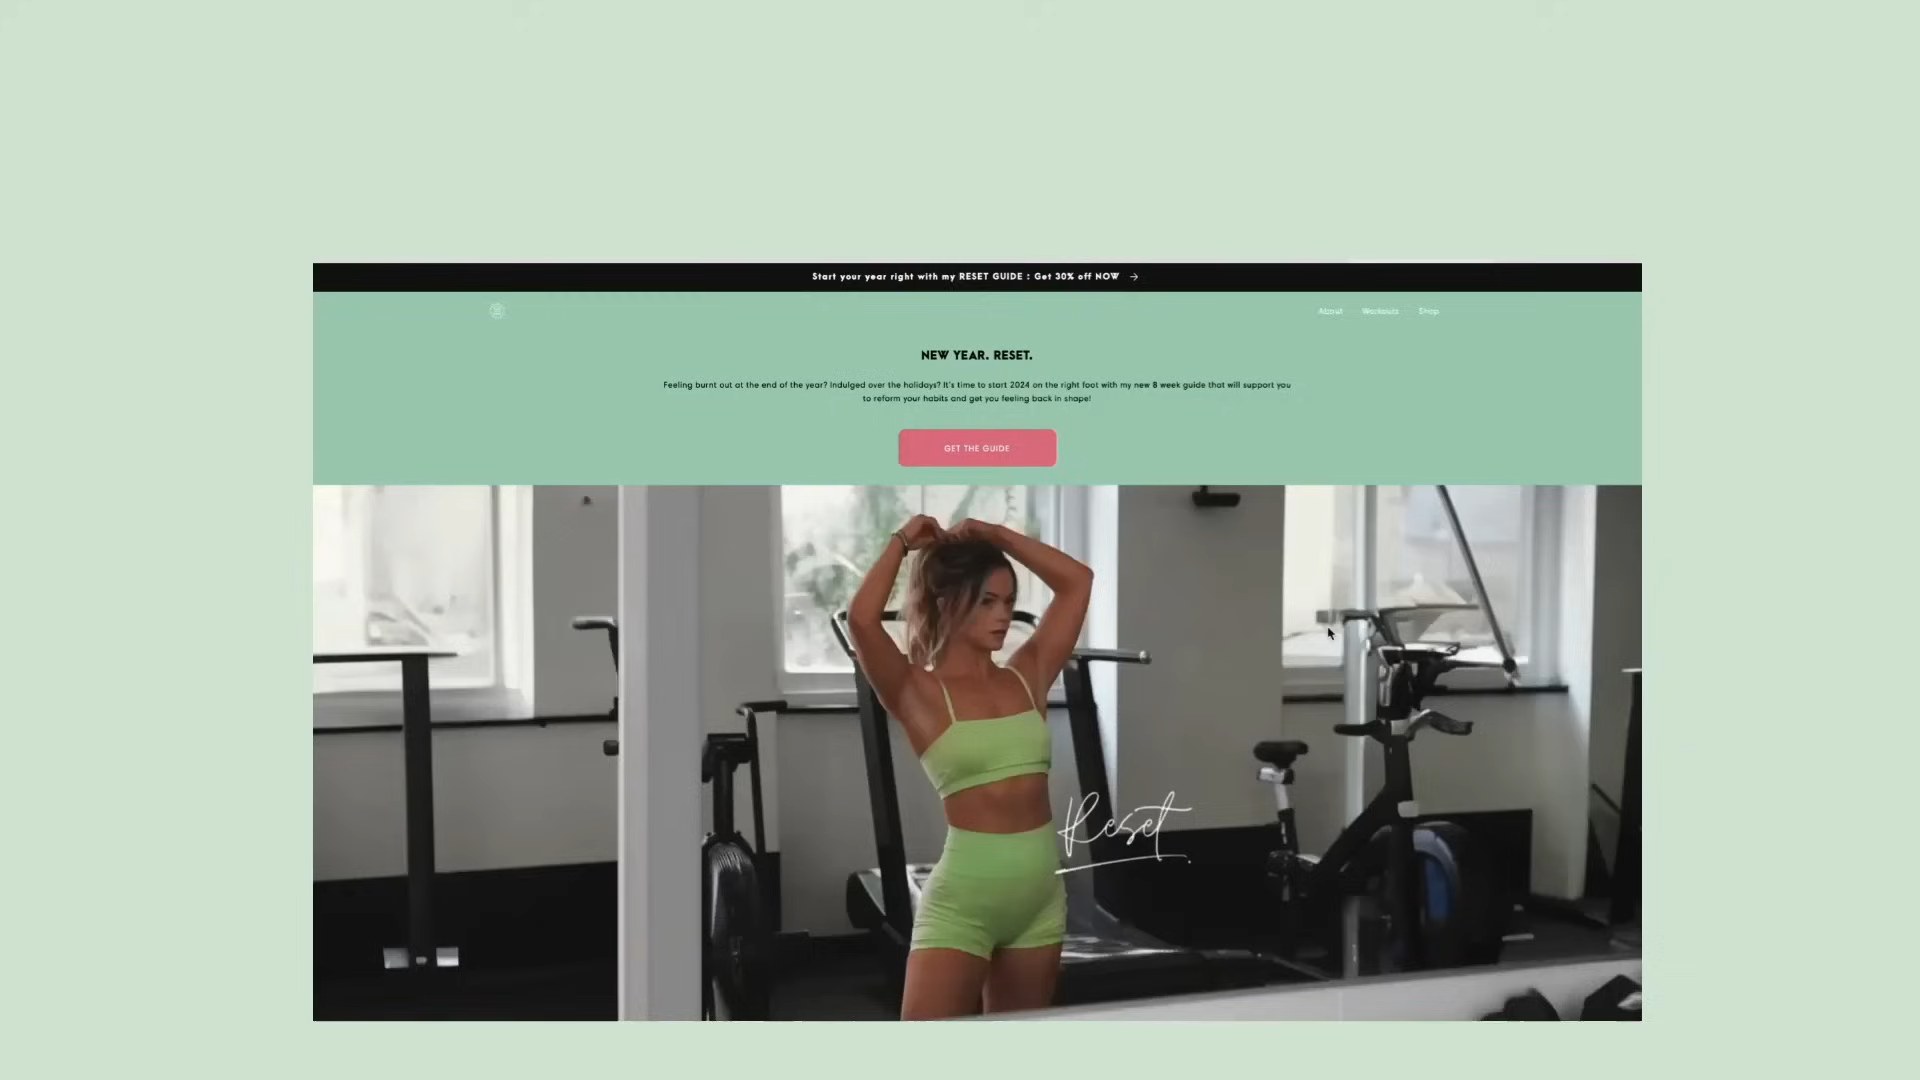 Start your year right with my RESET GUIDE : Get 30% off NOW →
About Workouts Shop
NEW YEAR. RESET.
Feeling burnt out at the end of the year? Indulged over the holidays? It's time to start 2024 on the right foot with my new 8 week guide that will support you
to reform your habits and get you feeling back in shape!
GET THE GUIDE
Reset